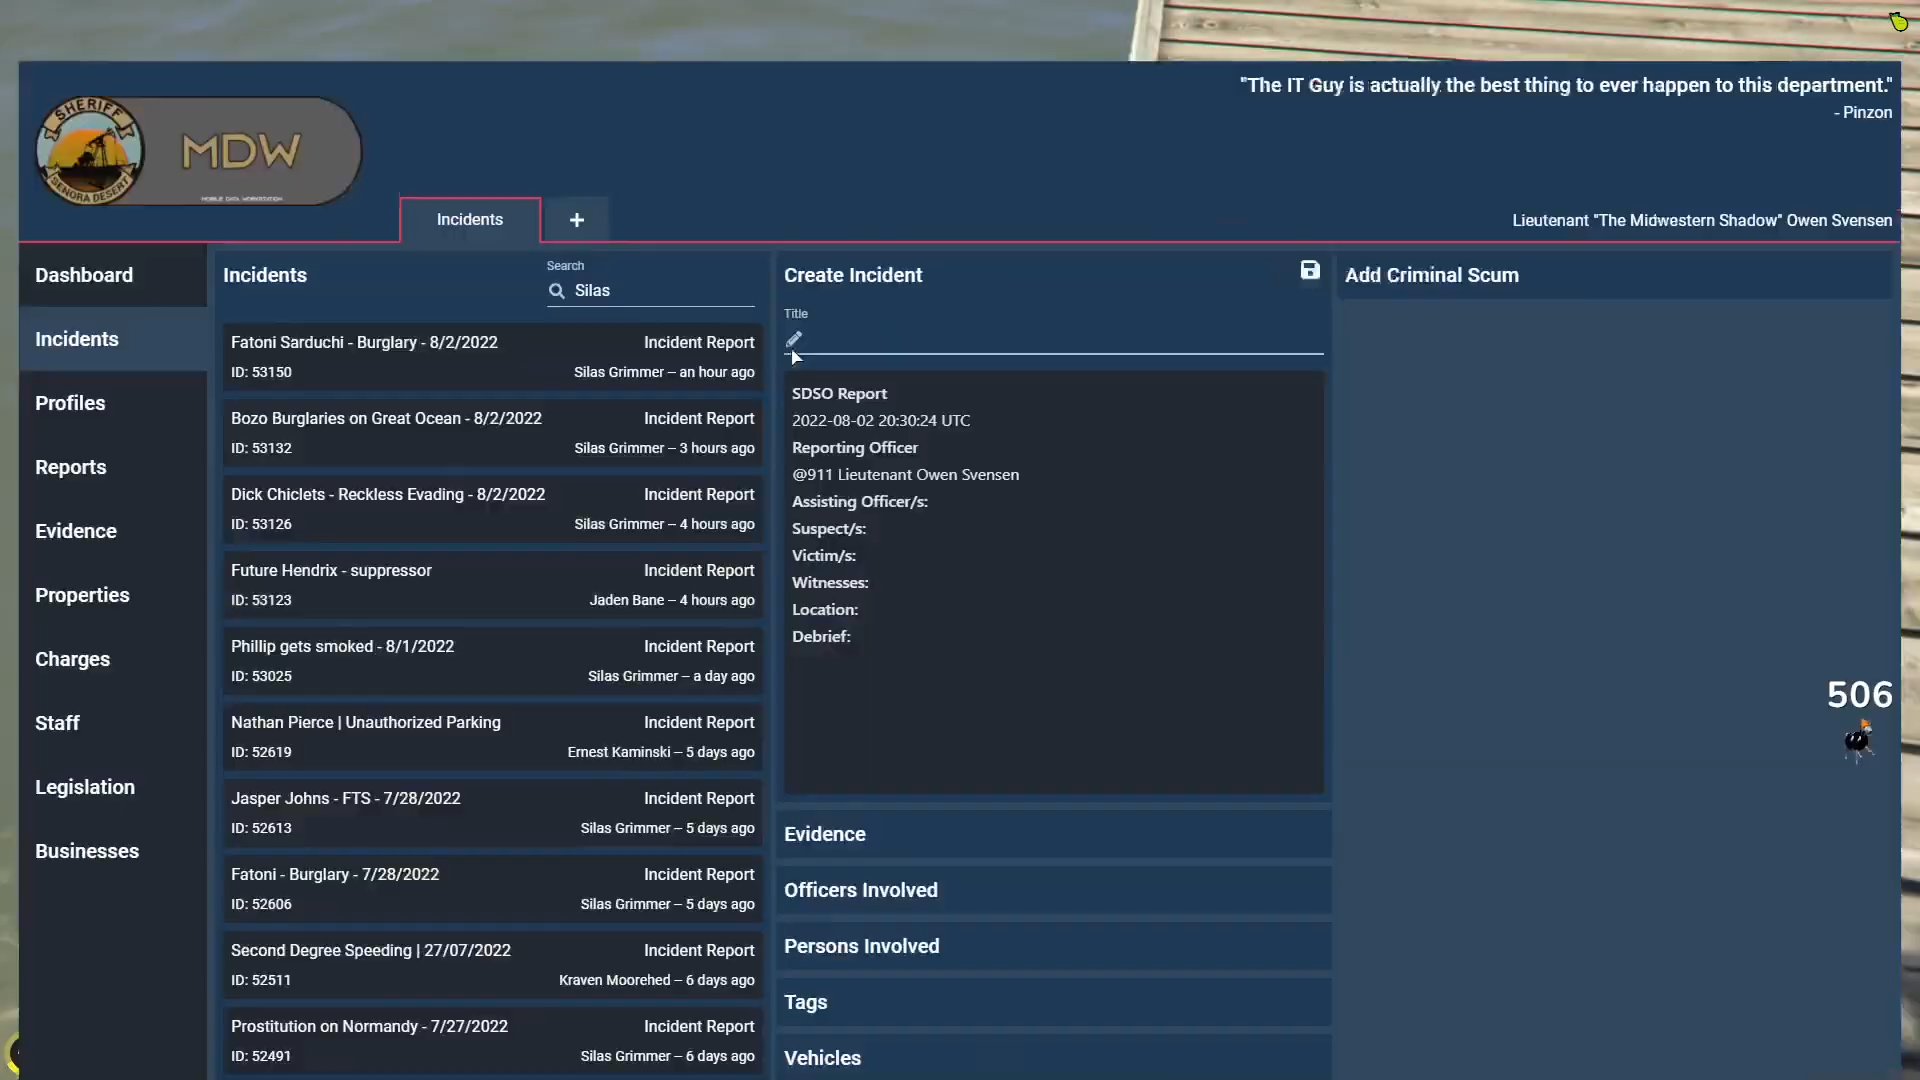 "The IT Guy is actually the best thing to ever happen to this department."
- Pinzon
SHERIFF
SENORA DESERT
MDW
MOBILE DATA WORKSTATION
Incidents
+
Lieutenant "The Midwestern Shadow" Owen Svensen
Dashboard
Incidents
Profiles
Reports
Evidence
Properties
Charges
Staff
Legislation
Businesses
Incidents
Search
Silas
Fatoni Sarduchi - Burglary - 8/2/2022 Incident Report
ID: 53150 Silas Grimmer – an hour ago
Bozo Burglaries on Great Ocean - 8/2/2022 Incident Report
ID: 53132 Silas Grimmer – 3 hours ago
Dick Chiclets - Reckless Evading - 8/2/2022 Incident Report
ID: 53126 Silas Grimmer – 4 hours ago
Future Hendrix - suppressor Incident Report
ID: 53123 Jaden Bane – 4 hours ago
Phillip gets smoked - 8/1/2022 Incident Report
ID: 53025 Silas Grimmer – a day ago
Nathan Pierce | Unauthorized Parking Incident Report
ID: 52619 Ernest Kaminski – 5 days ago
Jasper Johns - FTS - 7/28/2022 Incident Report
ID: 52613 Silas Grimmer – 5 days ago
Fatoni - Burglary - 7/28/2022 Incident Report
ID: 52606 Silas Grimmer – 5 days ago
Second Degree Speeding | 27/07/2022 Incident Report
ID: 52511 Kraven Moorehed – 6 days ago
Prostitution on Normandy - 7/27/2022 Incident Report
ID: 52491 Silas Grimmer – 6 days ago
Create Incident
Title
SDSO Report
2022-08-02 20:30:24 UTC
Reporting Officer
@911 Lieutenant Owen Svensen
Assisting Officer/s:
Suspect/s:
Victim/s:
Witnesses:
Location:
Debrief:
Evidence
Officers Involved
Persons Involved
Tags
Vehicles
Add Criminal Scum
506